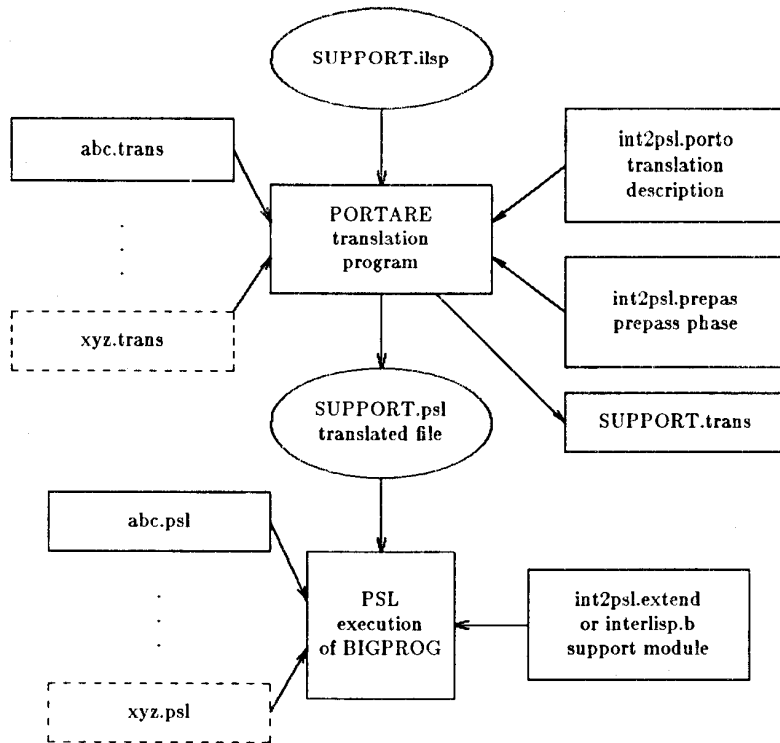 SUPPORT.ilsp
abc.trans
int2psl.porto
translation
description
PORTARE
translation
program
.
.
.
xyz.trans
int2psl.prepas
prepass phase
SUPPORT.trans
SUPPORT.psl
translated file
abc.psl
PSL
execution
of BIGPROG
int2psl.extend
or interlisp.b
support module
.
.
.
xyz.psl